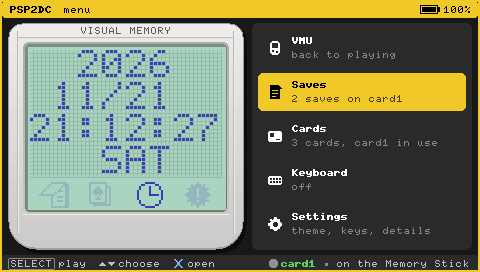 PSP2DC menu 100%
VISUAL MEMORY
2026
11/21
21:12:27
SAT
VMU
back to playing
Saves
2 saves on card1
Cards
3 cards, card1 in use
Keyboard
off
Settings
theme, keys, details
SELECT play ▲▼ choose X open card1 • on the Memory Stick